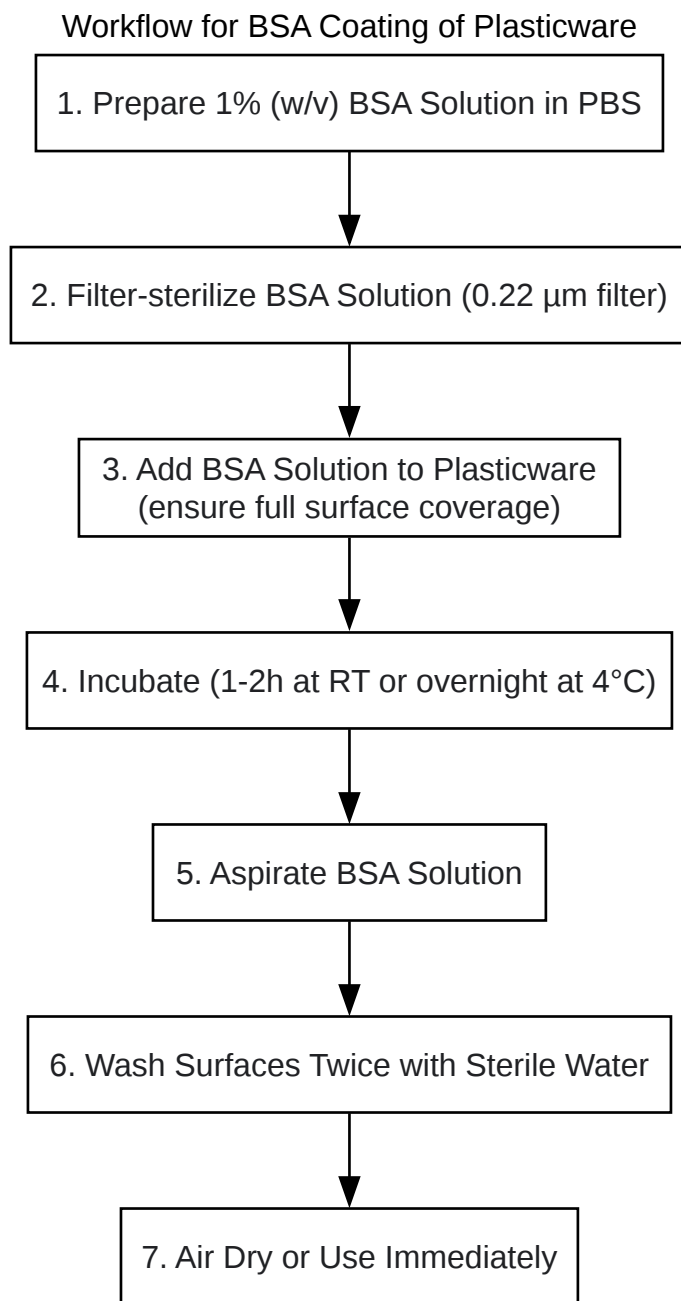 Workflow for BSA Coating of Plasticware
1. Prepare 1% (w/v) BSA Solution in PBS
2. Filter-sterilize BSA Solution (0.22 µm filter)
3. Add BSA Solution to Plasticware
(ensure full surface coverage)
4. Incubate (1-2h at RT or overnight at 4°C)
5. Aspirate BSA Solution
6. Wash Surfaces Twice with Sterile Water
7. Air Dry or Use Immediately